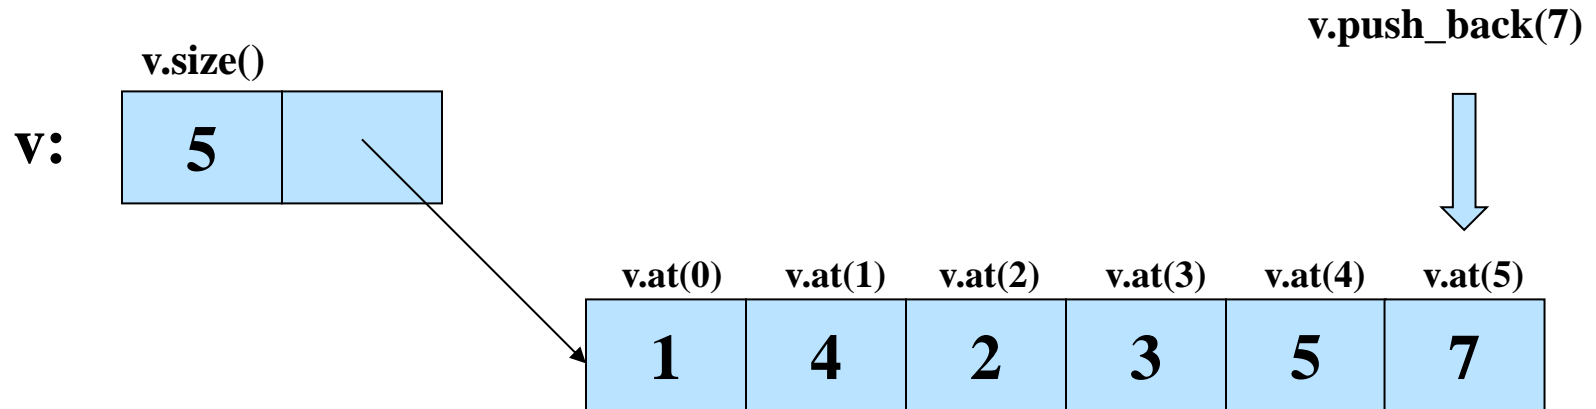 v.push_back(7)
v.size()
v: 5
v.at(0) v.at(1) v.at(2) v.at(3) v.at(4) v.at(5)
1 4 2 3 5 7